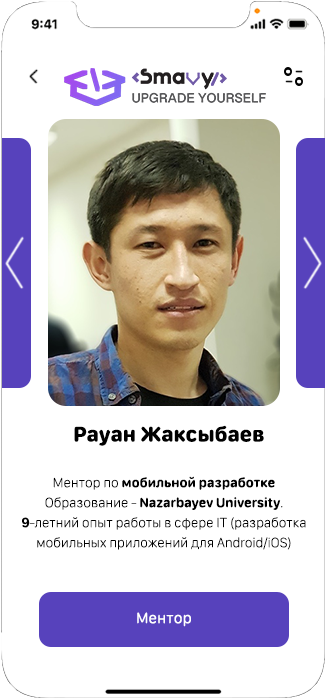 9:41
<Smavy/>
UPGRADE YOURSELF
Рауан Жаксыбаев
Ментор по мобильной разработке
Образование - Nazarbayev University.
9-летний опыт работы в сфере IT (разработка
мобильных приложений для Android/iOS)
Ментор